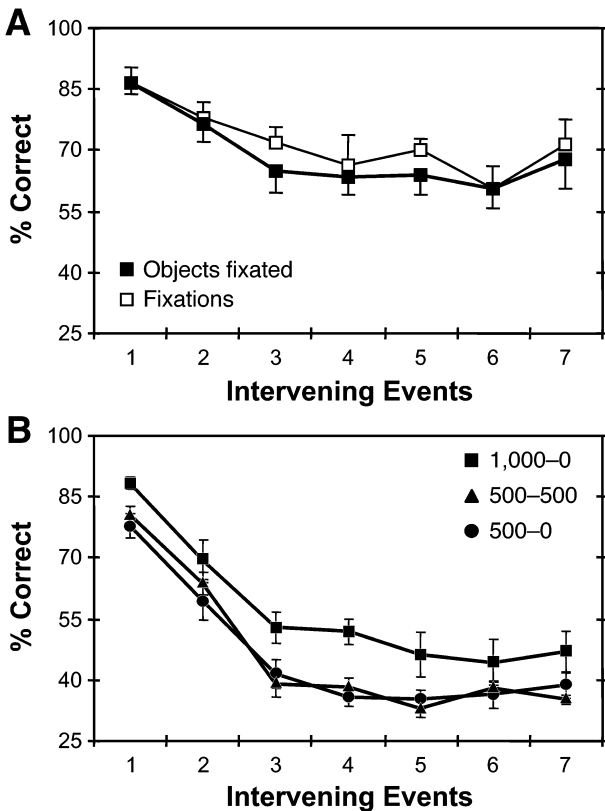 A
100
85
70
55
40
25
% Correct
Objects fixated
Fixations
1 2 3 4 5 6 7
Intervening Events
B
100
85
70
55
40
25
% Correct
1,000–0
500–500
500–0
1 2 3 4 5 6 7
Intervening Events